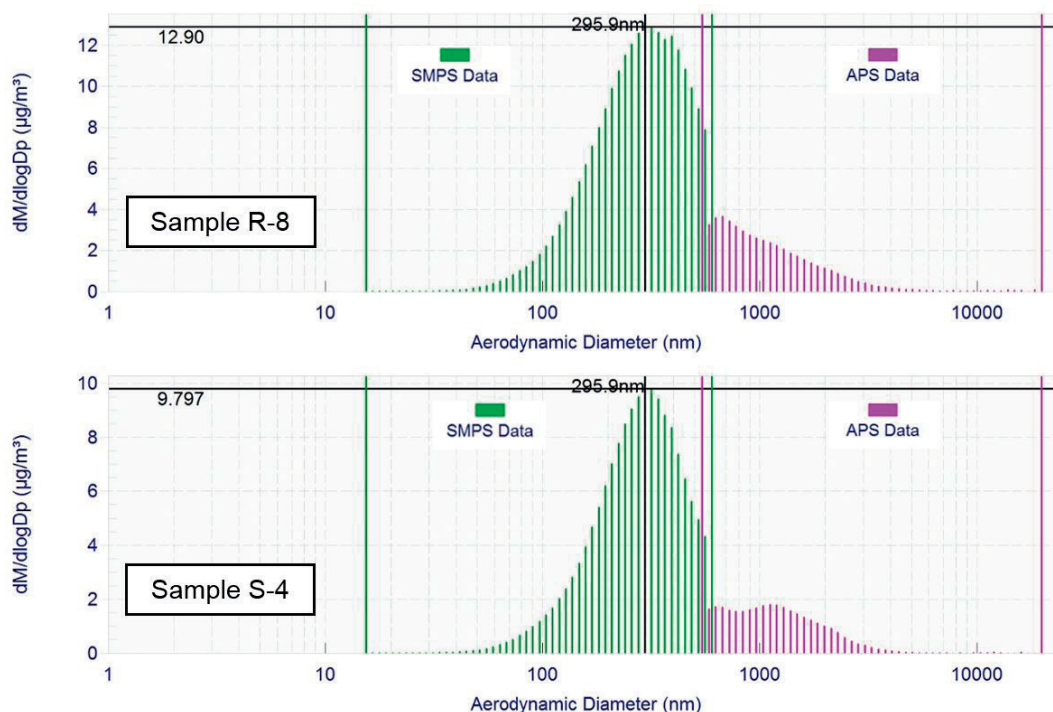 295.9nm
12.90
SMPS Data
APS Data
dM/dlogDp (µg/m³)
12
10
8
6
4
2
0
Sample R-8
1 10 100 1000 10000
Aerodynamic Diameter (nm)
295.9nm
9.797
SMPS Data
APS Data
dM/dlogDp (µg/m³)
10
8
6
4
2
0
Sample S-4
1 10 100 1000 10000
Aerodynamic Diameter (nm)